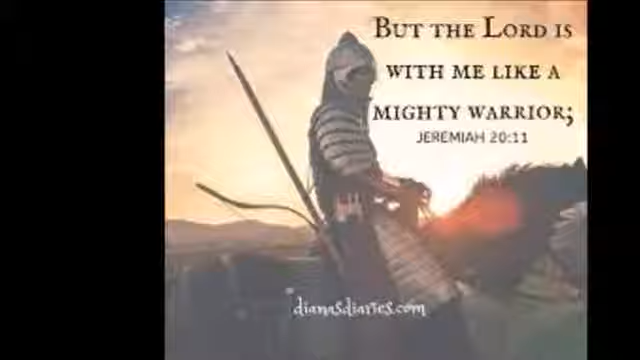 But the Lord is
with me like a
mighty warrior;
JEREMIAH 20:11
dianasdiaries.com